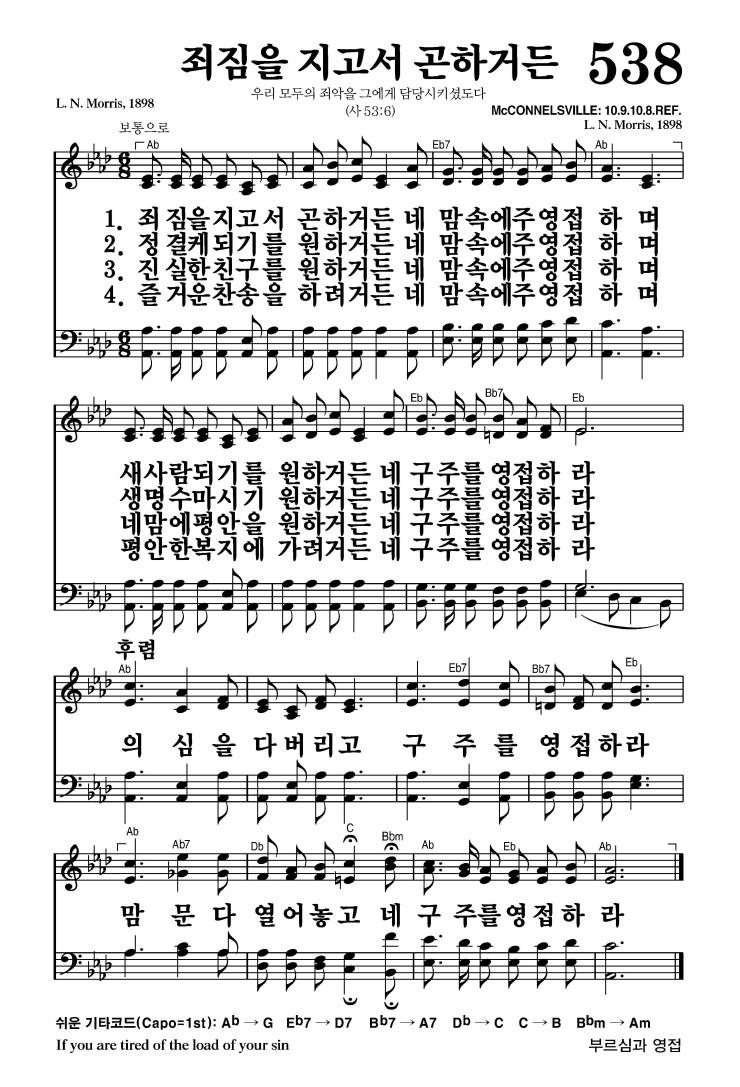 죄짐을 지고서 곤하거든 538
우리 모두의 죄악을 그에게 담당시키셨도다
(사 53:6)
L. N. Morris, 1898
McCONNELSVILLE: 10.9.10.8.REF.
L. N. Morris, 1898
보통으로
6/8
Ab Eb7 Ab
1. 죄 짐을지고서 곤하거든 네 맘속에주영접 하 며
2. 정 결케되기를 원하거든 네 맘속에주영접 하 며
3. 진 실한친구를 원하거든 네 맘속에주영접 하 며
4. 즐 거운찬송을 하려거든 네 맘속에주영접 하 며
6/8
Eb Bb7 Eb
새사람되기를 원하거든 네 구주를영접하 라
생명수마시기 원하거든 네 구주를영접하 라
네맘에평안을 원하거든 네 구주를영접하 라
평안한복지에 가려거든 네 구주를영접하 라
후렴
Ab Eb7 Bb7 Eb
의 심 을다버리고 구 주 를 영접하라
Ab Ab7 Db C Bbm Ab Eb Ab
맘 문 다 열어놓고 네구 주를영접하 라
쉬운 기타코드(Capo=1st): Ab → G Eb7 → D7 Bb7 → A7 Db → C C → B Bbm → Am
If you are tired of the load of your sin 부르심과 영접